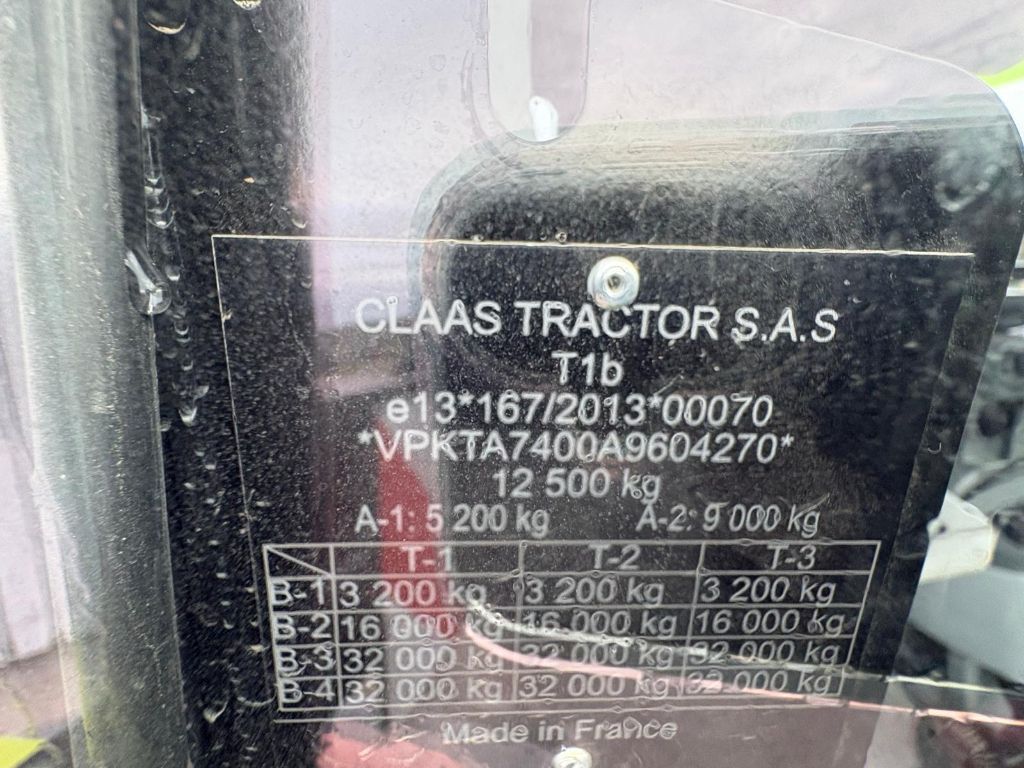 CLAAS TRACTOR S.A.S
T1b
e13*167/2013*00070
*VPKTA7400A9604270*
12 500 kg
A-1: 5 200 kg A-2: 9 000 kg
T-1 T-2 T-3
B-1 3 200 kg 3 200 kg 3 200 kg
B-2 16 000 kg 16 000 kg 16 000 kg
B-3 32 000 kg 32 000 kg 32 000 kg
B-4 32 000 kg 32 000 kg 32 000 kg
Made in France